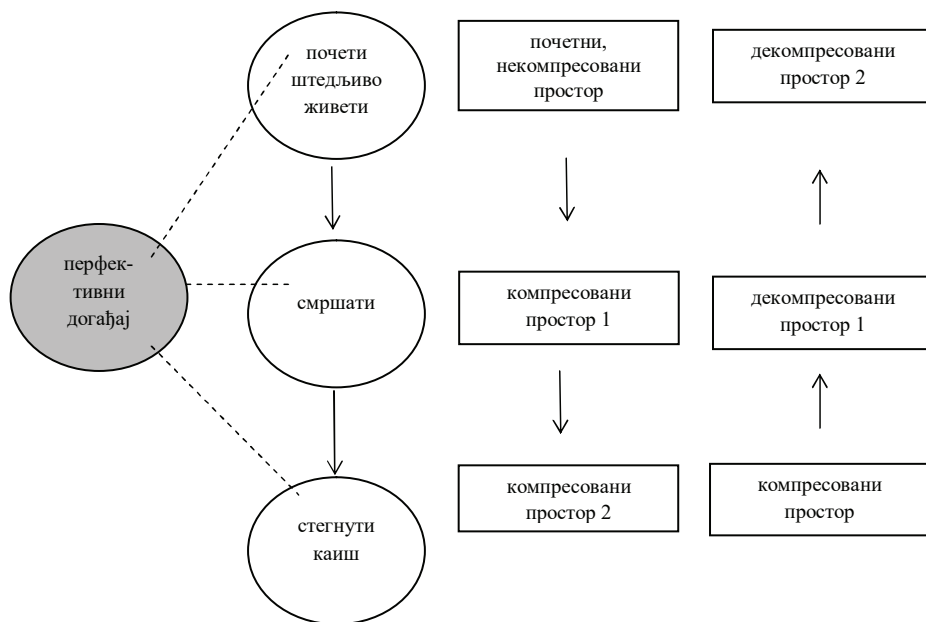 почети
штедљиво
живети
почетни,
некомпресовани
простор
декомпресовани
простор 2
перфек-
тивни
догађај
смршати
компресовани
простор 1
декомпресовани
простор 1
стегнути
каиш
компресовани
простор 2
компресовани
простор